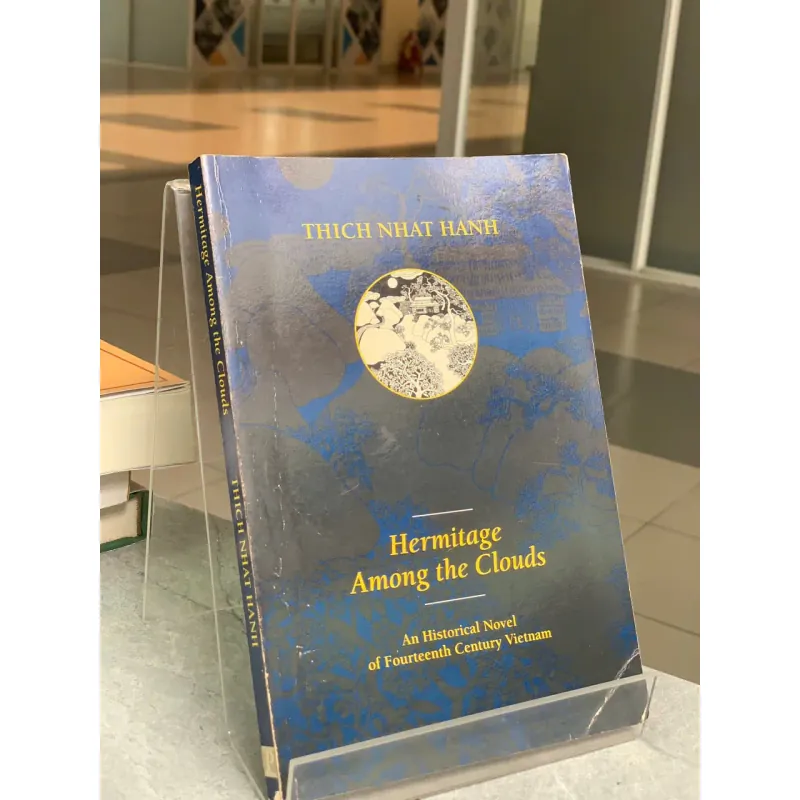 THICH NHAT HANH
Hermitage
Among the Clouds
An Historical Novel
of Fourteenth Century Vietnam
Hermitage Among the Clouds
THICH NHAT HANH